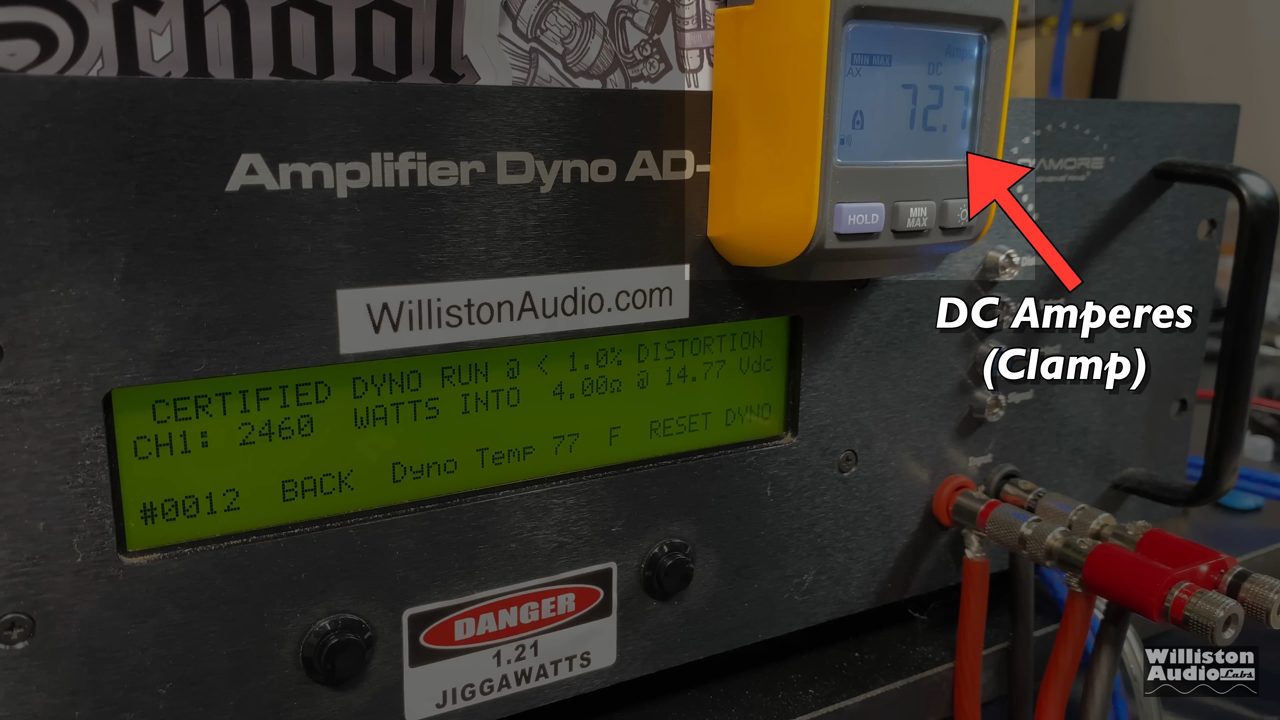 School
Amplifier Dyno AD-
WillistonAudio.com
MIN MAX
DC
72.7
HOLD
MIN
MAX
DC Amperes
(Clamp)
CERTIFIED DYNO RUN @ < 1.0% DISTORTION
CH1: 2460 WATTS INTO 4.00Ω @ 14.77 Vdc
#0012 BACK Dyno Temp 77 F RESET DYNO
DANGER
1.21
JIGGAWATTS
Williston
Audio Labs